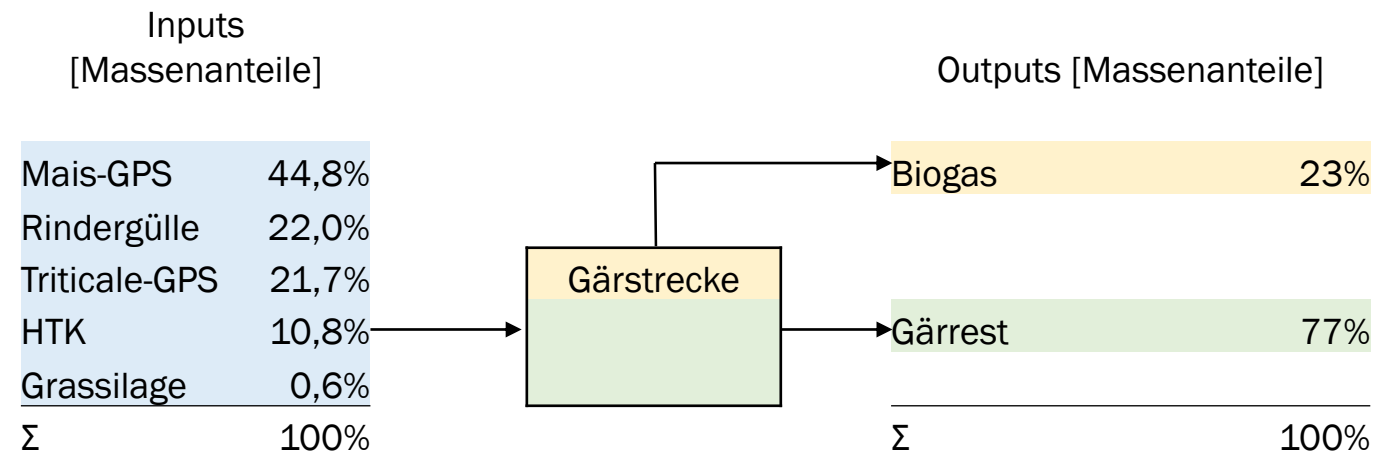 Inputs
[Massenanteile]
Outputs [Massenanteile]
Mais-GPS 44,8%
Rindergülle 22,0%
Triticale-GPS 21,7%
HTK 10,8%
Grassilage 0,6%
Σ 100%
Gärstrecke
Biogas 23%
Gärrest 77%
Σ 100%